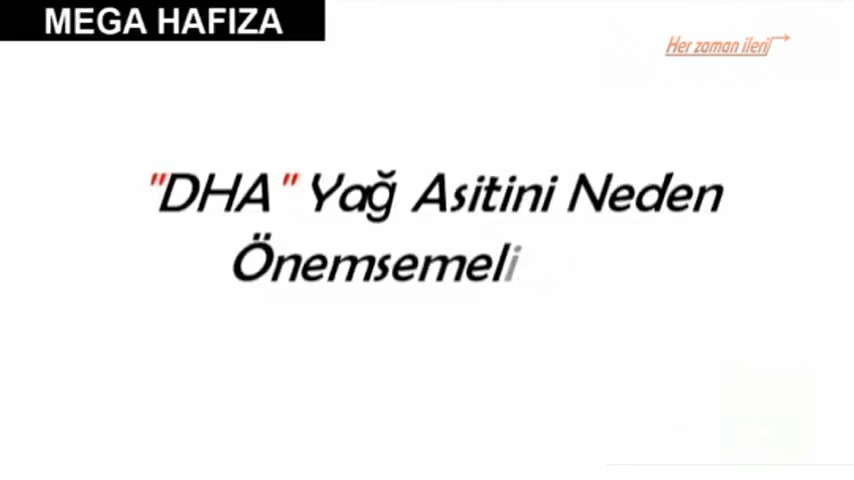 MEGA HAFIZA
Her zaman ileri
"DHA" Yağ Asitini Neden
Önemsemeli